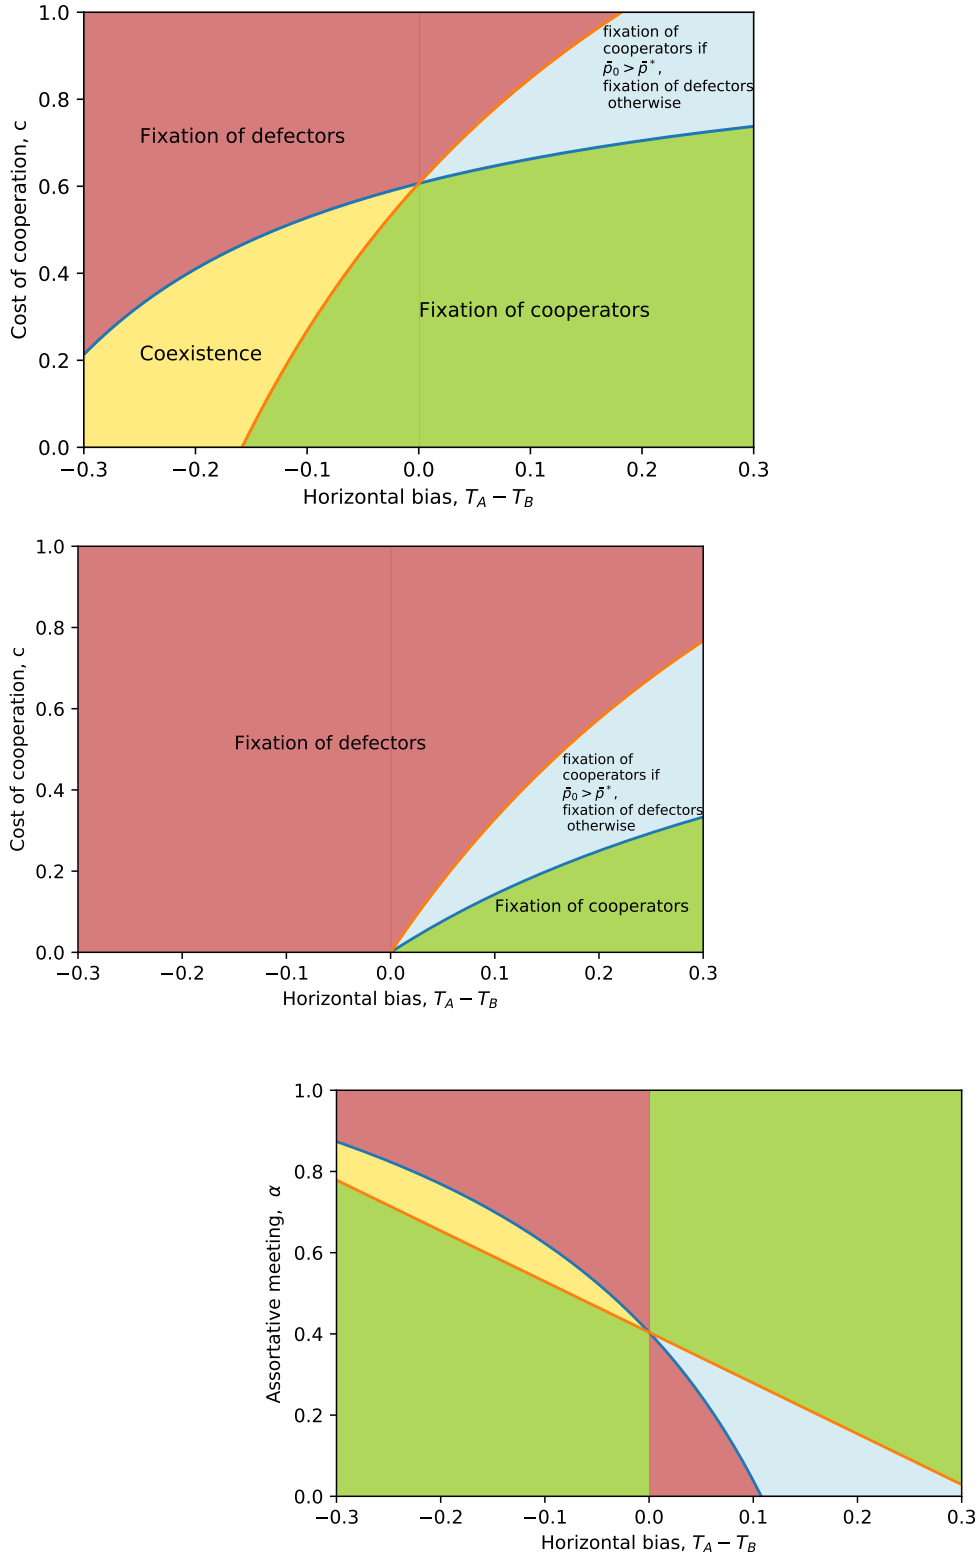 1.0
0.8
0.6
0.4
0.2
0.0
Cost of cooperation, c
Fixation of defectors
fixation of
cooperators if
p̄₀ > p̄*,
fixation of defectors
otherwise
Fixation of cooperators
Coexistence
−0.3 −0.2 −0.1 0.0 0.1 0.2 0.3
Horizontal bias, T_A − T_B
1.0
0.8
0.6
0.4
0.2
0.0
Cost of cooperation, c
Fixation of defectors
fixation of
cooperators if
p̄₀ > p̄*,
fixation of defectors
otherwise
Fixation of cooperators
−0.3 −0.2 −0.1 0.0 0.1 0.2 0.3
Horizontal bias, T_A − T_B
1.0
0.8
0.6
0.4
0.2
0.0
Assortative meeting, α
−0.3 −0.2 −0.1 0.0 0.1 0.2 0.3
Horizontal bias, T_A − T_B